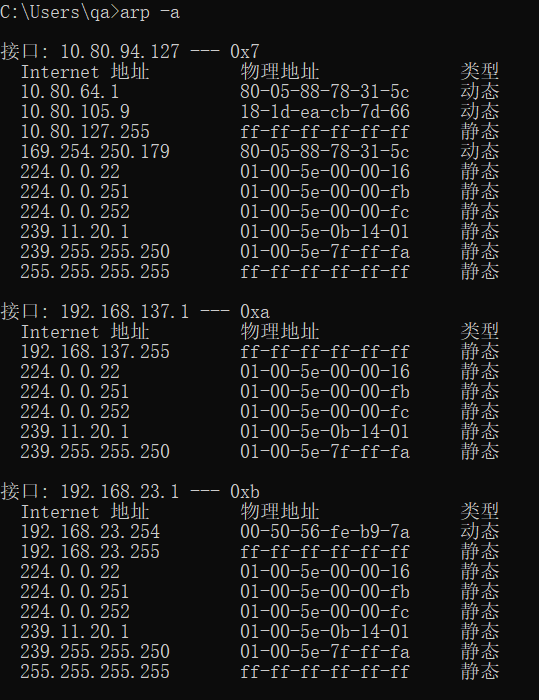 C:\Users\qa>arp -a
接口: 10.80.94.127 --- 0x7
Internet 地址 物理地址 类型
10.80.64.1 80-05-88-78-31-5c 动态
10.80.105.9 18-1d-ea-cb-7d-66 动态
10.80.127.255 ff-ff-ff-ff-ff-ff 静态
169.254.250.179 80-05-88-78-31-5c 动态
224.0.0.22 01-00-5e-00-00-16 静态
224.0.0.251 01-00-5e-00-00-fb 静态
224.0.0.252 01-00-5e-00-00-fc 静态
239.11.20.1 01-00-5e-0b-14-01 静态
239.255.255.250 01-00-5e-7f-ff-fa 静态
255.255.255.255 ff-ff-ff-ff-ff-ff 静态
接口: 192.168.137.1 --- 0xa
Internet 地址 物理地址 类型
192.168.137.255 ff-ff-ff-ff-ff-ff 静态
224.0.0.22 01-00-5e-00-00-16 静态
224.0.0.251 01-00-5e-00-00-fb 静态
224.0.0.252 01-00-5e-00-00-fc 静态
239.11.20.1 01-00-5e-0b-14-01 静态
239.255.255.250 01-00-5e-7f-ff-fa 静态
接口: 192.168.23.1 --- 0xb
Internet 地址 物理地址 类型
192.168.23.254 00-50-56-fe-b9-7a 动态
192.168.23.255 ff-ff-ff-ff-ff-ff 静态
224.0.0.22 01-00-5e-00-00-16 静态
224.0.0.251 01-00-5e-00-00-fb 静态
224.0.0.252 01-00-5e-00-00-fc 静态
239.11.20.1 01-00-5e-0b-14-01 静态
239.255.255.250 01-00-5e-7f-ff-fa 静态
255.255.255.255 ff-ff-ff-ff-ff-ff 静态